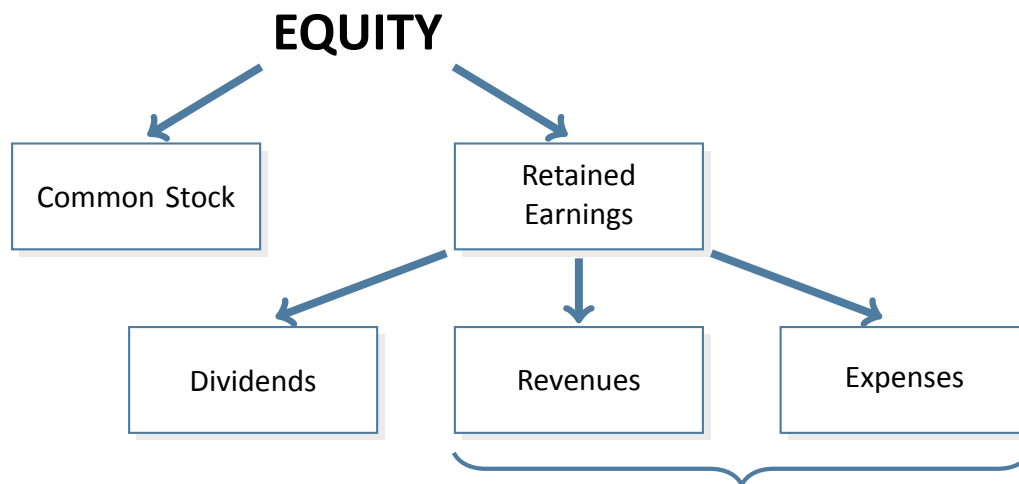 EQUITY
Common Stock
Retained
Earnings
Dividends
Revenues
Expenses